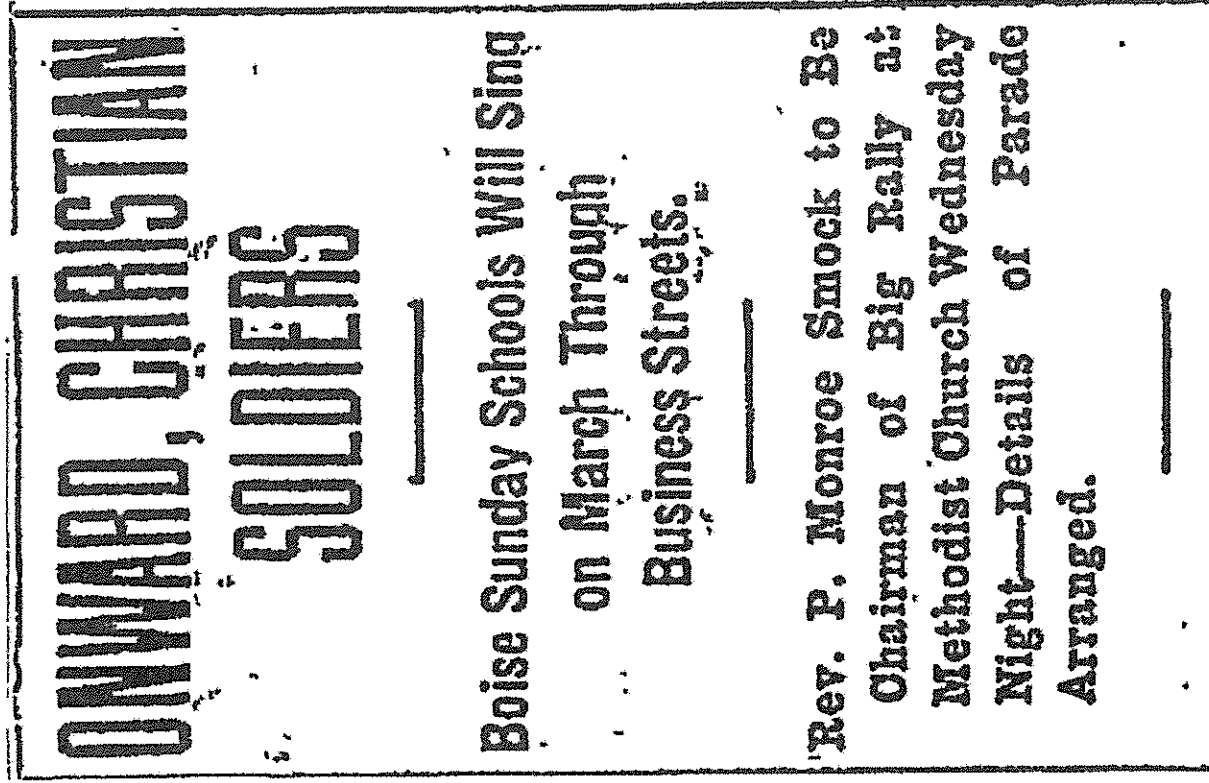 ONWARD, CHRISTIAN
SOLDIERS
Boise Sunday Schools Will Sing
on March Through
Business Streets.
Rev. P. Monroe Smock to Be
Chairman of Big Rally at
Methodist Church Wednesday
Night—Details of Parade
Arranged.